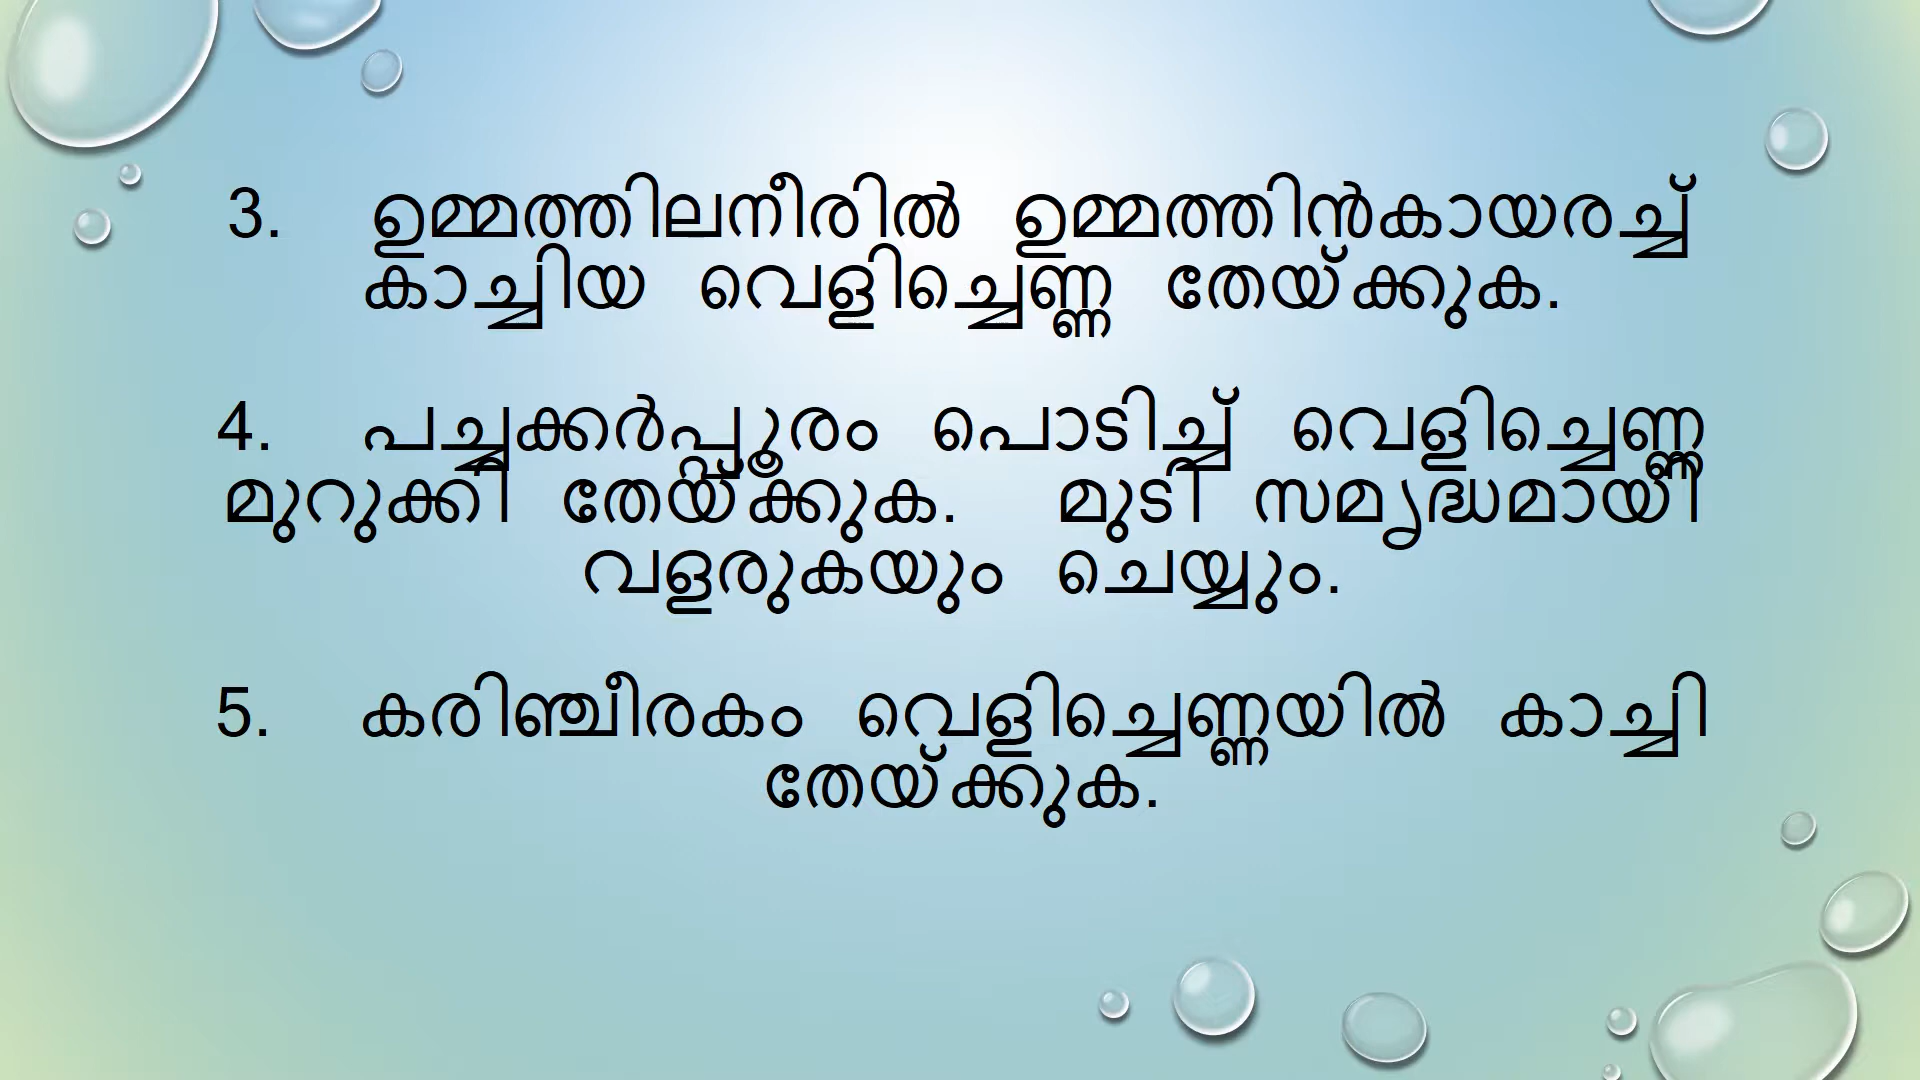 3. ഉമ്മത്തിലനീരിൽ ഉമ്മത്തിൻകായരച്ച്
കാച്ചിയ വെളിച്ചെണ്ണ തേയ്ക്കുക.
4. പച്ചക്കർപ്പൂരം പൊടിച്ച് വെളിച്ചെണ്ണ
മുറുക്കി തേയ്ക്കുക. മുടി സമൃദ്ധമായി
വളരുകയും ചെയ്യും.
5. കരിഞ്ചീരകം വെളിച്ചെണ്ണയിൽ കാച്ചി
തേയ്ക്കുക.